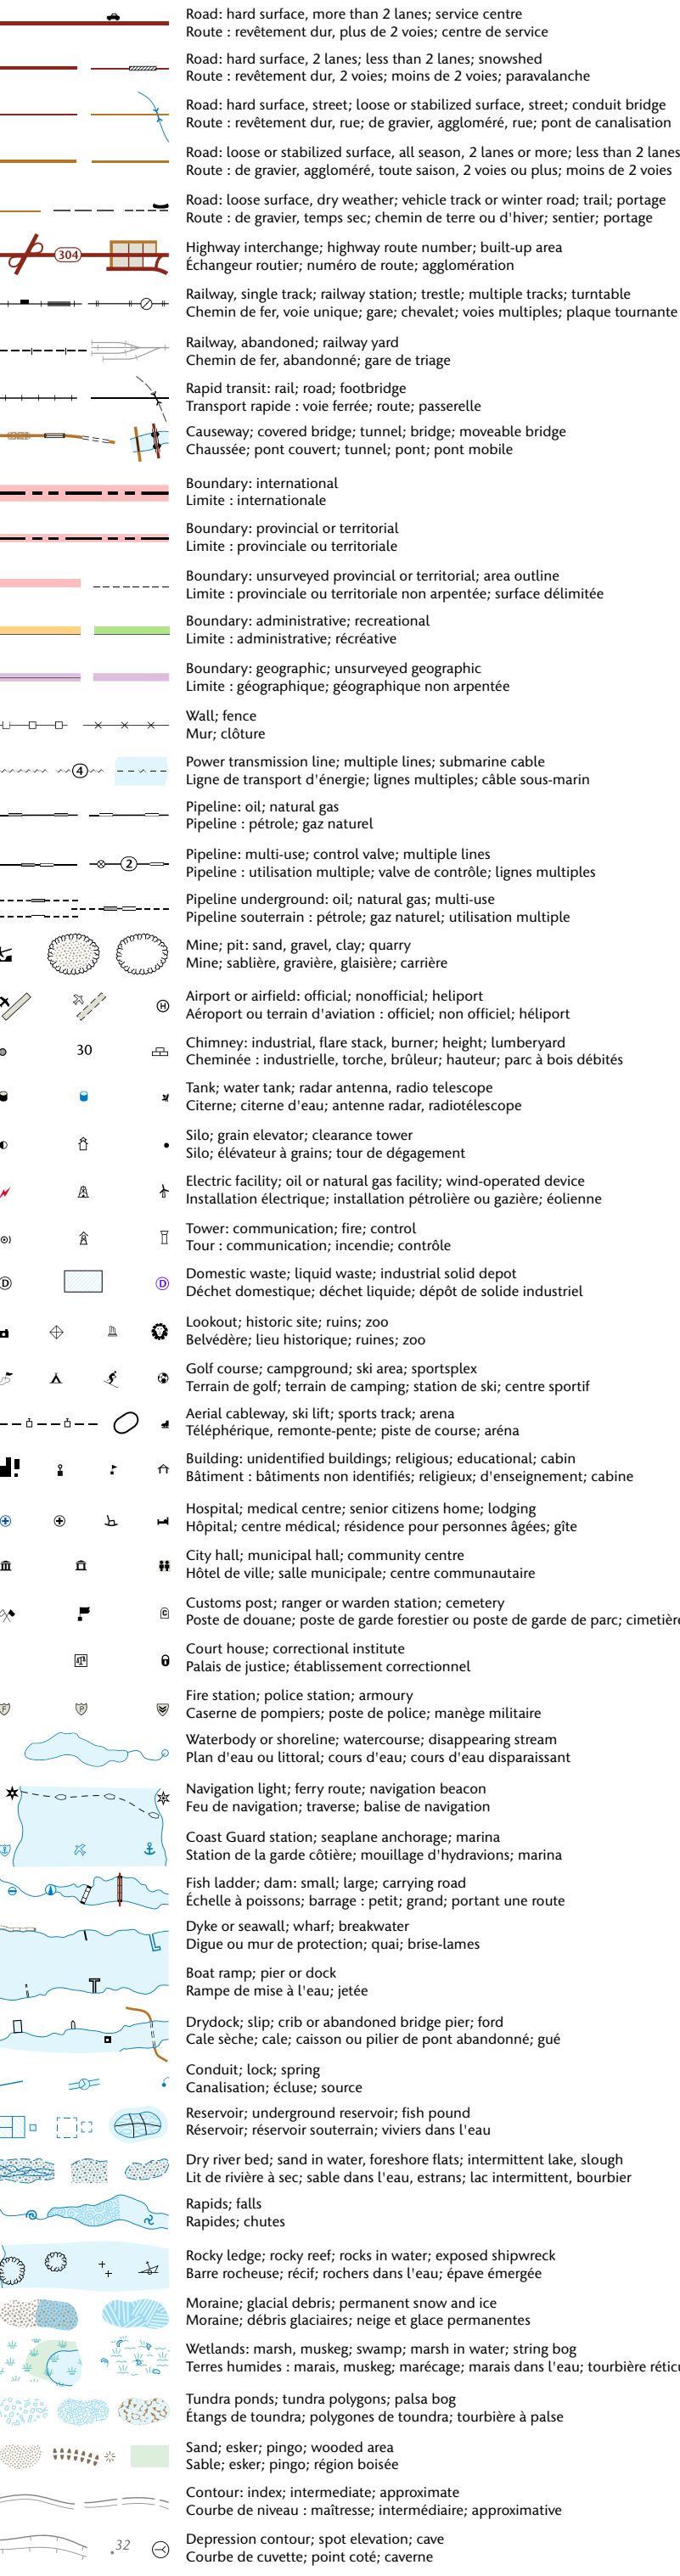 Road: hard surface, more than 2 lanes; service centre
Route : revêtement dur, plus de 2 voies; centre de service
Road: hard surface, 2 lanes; less than 2 lanes; snowshed
Route : revêtement dur, 2 voies; moins de 2 voies; paravalanche
Road: hard surface, street; loose or stabilized surface, street; conduit bridge
Route : revêtement dur, rue; de gravier, aggloméré, rue; pont de canalisation
Road: loose or stabilized surface, all season, 2 lanes or more; less than 2 lanes
Route : de gravier, aggloméré, toute saison, 2 voies ou plus; moins de 2 voies
Road: loose surface, dry weather; vehicle track or winter road; trail; portage
Route : de gravier, temps sec; chemin de terre ou d'hiver; sentier; portage
304
Highway interchange; highway route number; built-up area
Échangeur routier; numéro de route; agglomération
Railway, single track; railway station; trestle; multiple tracks; turntable
Chemin de fer, voie unique; gare; chevalet; voies multiples; plaque tournante
Railway, abandoned; railway yard
Chemin de fer, abandonné; gare de triage
Rapid transit: rail; road; footbridge
Transport rapide : voie ferrée; route; passerelle
Causeway; covered bridge; tunnel; bridge; moveable bridge
Chaussée; pont couvert; tunnel; pont; pont mobile
Boundary: international
Limite : internationale
Boundary: provincial or territorial
Limite : provinciale ou territoriale
Boundary: unsurveyed provincial or territorial; area outline
Limite : provinciale ou territoriale non arpentée; surface délimitée
Boundary: administrative; recreational
Limite : administrative; récréative
Boundary: geographic; unsurveyed geographic
Limite : géographique; géographique non arpentée
Wall; fence
Mur; clôture
4
Power transmission line; multiple lines; submarine cable
Ligne de transport d'énergie; lignes multiples; câble sous-marin
Pipeline: oil; natural gas
Pipeline : pétrole; gaz naturel
2
Pipeline: multi-use; control valve; multiple lines
Pipeline : utilisation multiple; valve de contrôle; lignes multiples
Pipeline underground: oil; natural gas; multi-use
Pipeline souterrain : pétrole; gaz naturel; utilisation multiple
Mine; pit: sand, gravel, clay; quarry
Mine; sablière, gravière, glaisière; carrière
H
Airport or airfield: official; nonofficial; heliport
Aéroport ou terrain d'aviation : officiel; non officiel; héliport
30
Chimney: industrial, flare stack, burner; height; lumberyard
Cheminée : industrielle, torche, brûleur; hauteur; parc à bois débités
Tank; water tank; radar antenna, radio telescope
Citerne; citerne d'eau; antenne radar, radiotélescope
Silo; grain elevator; clearance tower
Silo; élévateur à grains; tour de dégagement
Electric facility; oil or natural gas facility; wind-operated device
Installation électrique; installation pétrolière ou gazière; éolienne
Tower: communication; fire; control
Tour : communication; incendie; contrôle
D D
Domestic waste; liquid waste; industrial solid depot
Déchet domestique; déchet liquide; dépôt de solide industriel
Lookout; historic site; ruins; zoo
Belvédère; lieu historique; ruines; zoo
Golf course; campground; ski area; sportsplex
Terrain de golf; terrain de camping; station de ski; centre sportif
Aerial cableway, ski lift; sports track; arena
Téléphérique, remonte-pente; piste de course; aréna
Building: unidentified buildings; religious; educational; cabin
Bâtiment : bâtiments non identifiés; religieux; d'enseignement; cabine
Hospital; medical centre; senior citizens home; lodging
Hôpital; centre médical; résidence pour personnes âgées; gîte
City hall; municipal hall; community centre
Hôtel de ville; salle municipale; centre communautaire
C
Customs post; ranger or warden station; cemetery
Poste de douane; poste de garde forestier ou poste de garde de parc; cimetière
Court house; correctional institute
Palais de justice; établissement correctionnel
F P
Fire station; police station; armoury
Caserne de pompiers; poste de police; manège militaire
Waterbody or shoreline; watercourse; disappearing stream
Plan d'eau ou littoral; cours d'eau; cours d'eau disparaissant
Navigation light; ferry route; navigation beacon
Feu de navigation; traverse; balise de navigation
Coast Guard station; seaplane anchorage; marina
Station de la garde côtière; mouillage d'hydravions; marina
Fish ladder; dam: small; large; carrying road
Échelle à poissons; barrage : petit; grand; portant une route
Dyke or seawall; wharf; breakwater
Digue ou mur de protection; quai; brise-lames
Boat ramp; pier or dock
Rampe de mise à l'eau; jetée
Drydock; slip; crib or abandoned bridge pier; ford
Cale sèche; cale; caisson ou pilier de pont abandonné; gué
Conduit; lock; spring
Canalisation; écluse; source
Reservoir; underground reservoir; fish pound
Réservoir; réservoir souterrain; viviers dans l'eau
Dry river bed; sand in water, foreshore flats; intermittent lake, slough
Lit de rivière à sec; sable dans l'eau, estrans; lac intermittent, bourbier
Rapids; falls
Rapides; chutes
Rocky ledge; rocky reef; rocks in water; exposed shipwreck
Barre rocheuse; récif; rochers dans l'eau; épave émergée
Moraine; glacial debris; permanent snow and ice
Moraine; débris glaciaires; neige et glace permanentes
Wetlands: marsh, muskeg; swamp; marsh in water; string bog
Terres humides : marais, muskeg; marécage; marais dans l'eau; tourbière réticu
Tundra ponds; tundra polygons; palsa bog
Étangs de toundra; polygones de toundra; tourbière à palse
Sand; esker; pingo; wooded area
Sable; esker; pingo; région boisée
Contour: index; intermediate; approximate
Courbe de niveau : maîtresse; intermédiaire; approximative
.32
Depression contour; spot elevation; cave
Courbe de cuvette; point coté; caverne